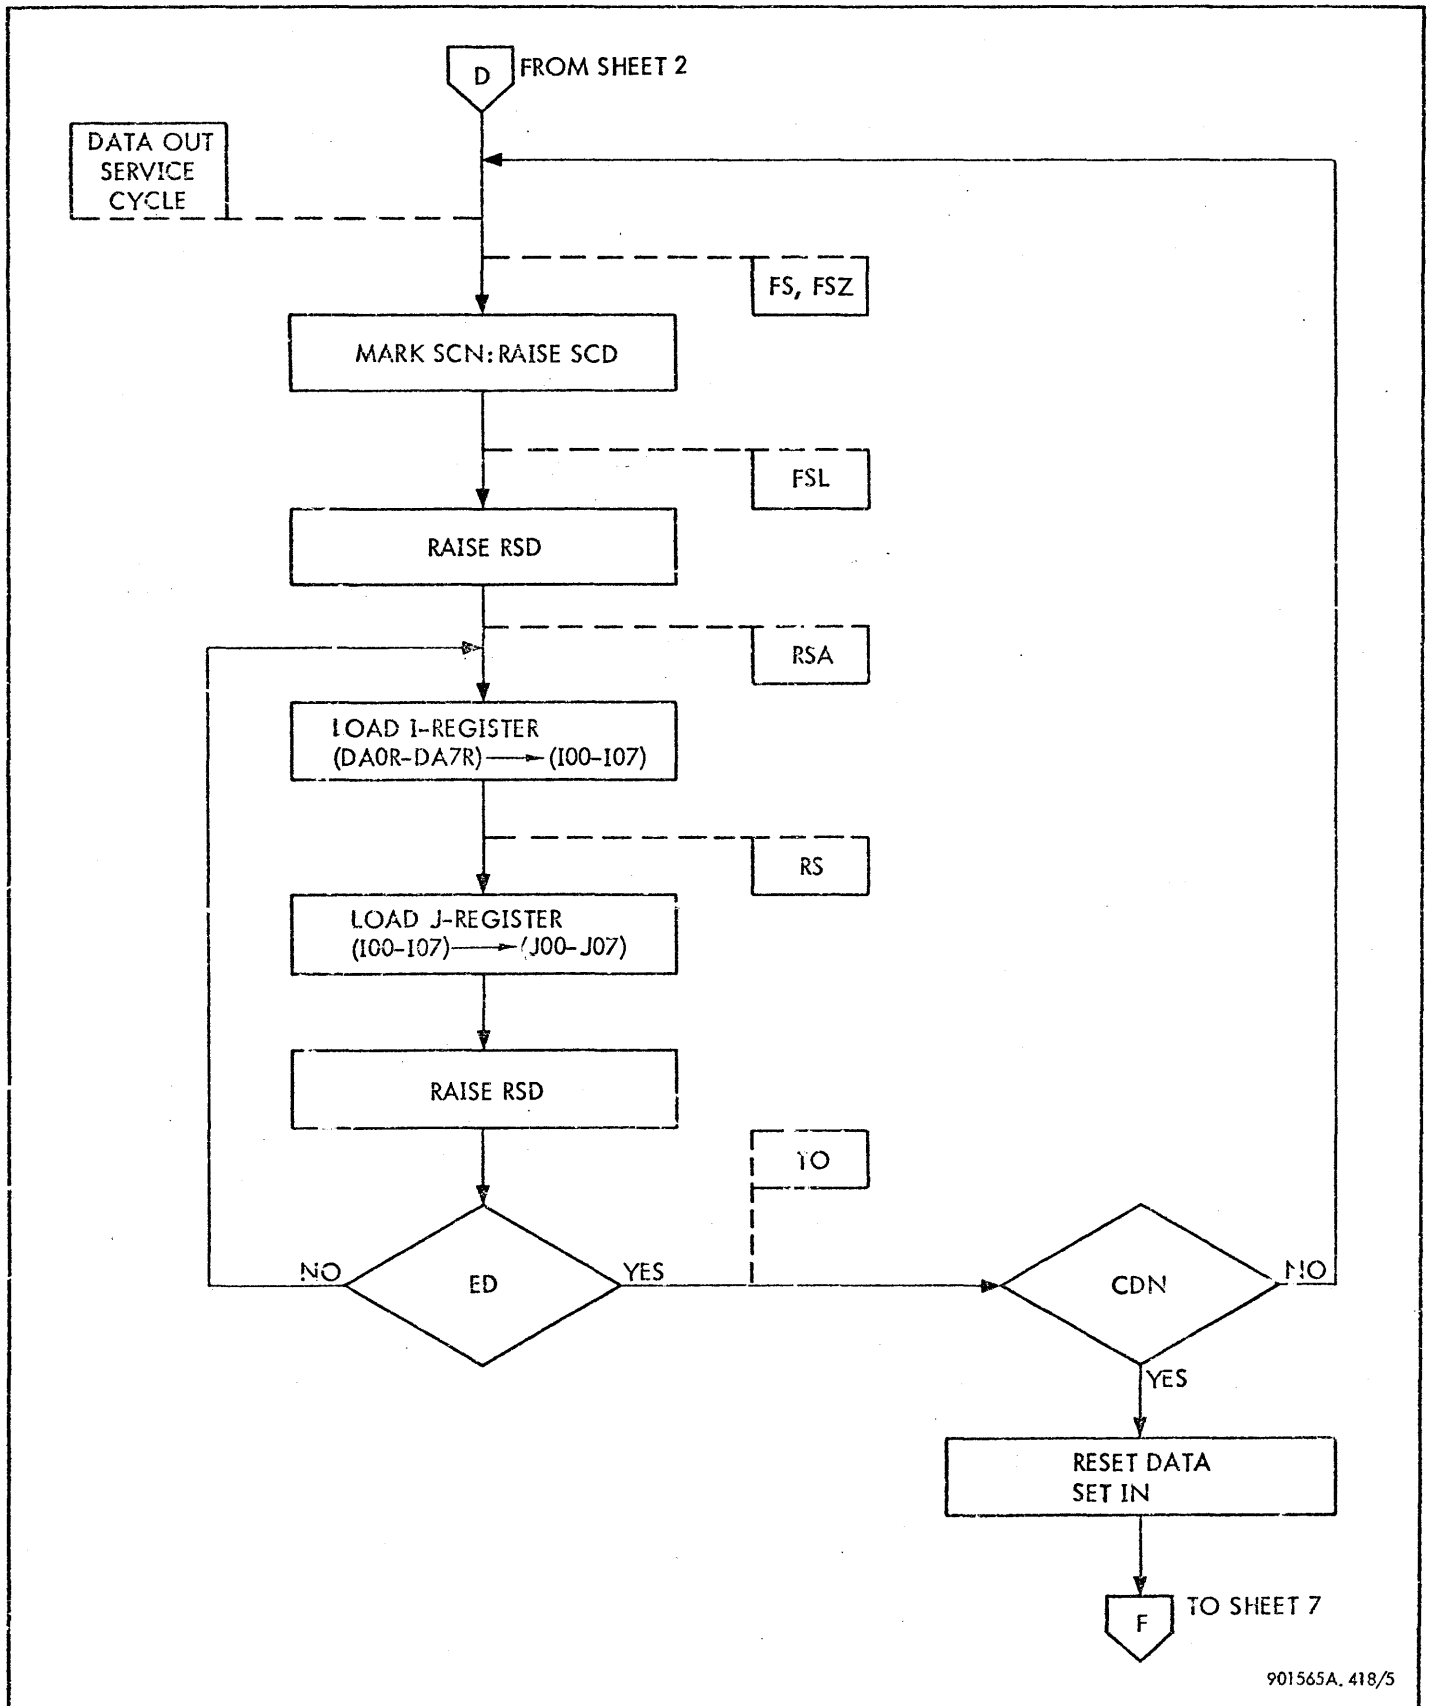 D
FROM SHEET 2
DATA OUT
SERVICE
CYCLE
FS, FSZ
MARK SCN: RAISE SCD
FSL
RAISE RSD
RSA
LOAD I-REGISTER
(DA0R-DA7R) → (I00-I07)
RS
LOAD J-REGISTER
(I00-I07) → (J00-J07)
RAISE RSD
TO
NO
ED
YES
CDN
NO
YES
RESET DATA
SET IN
F
TO SHEET 7
901565A. 418/5